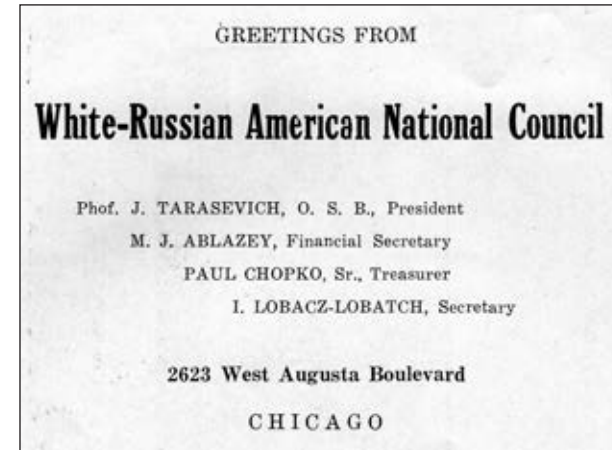 GREETINGS FROM
White-Russian American National Council
Phof. J. TARASEVICH, O. S. B., President
M. J. ABLAZEY, Financial Secretary
PAUL CHOPKO, Sr., Treasurer
I. LOBACZ-LOBATCH, Secretary
2623 West Augusta Boulevard
CHICAGO